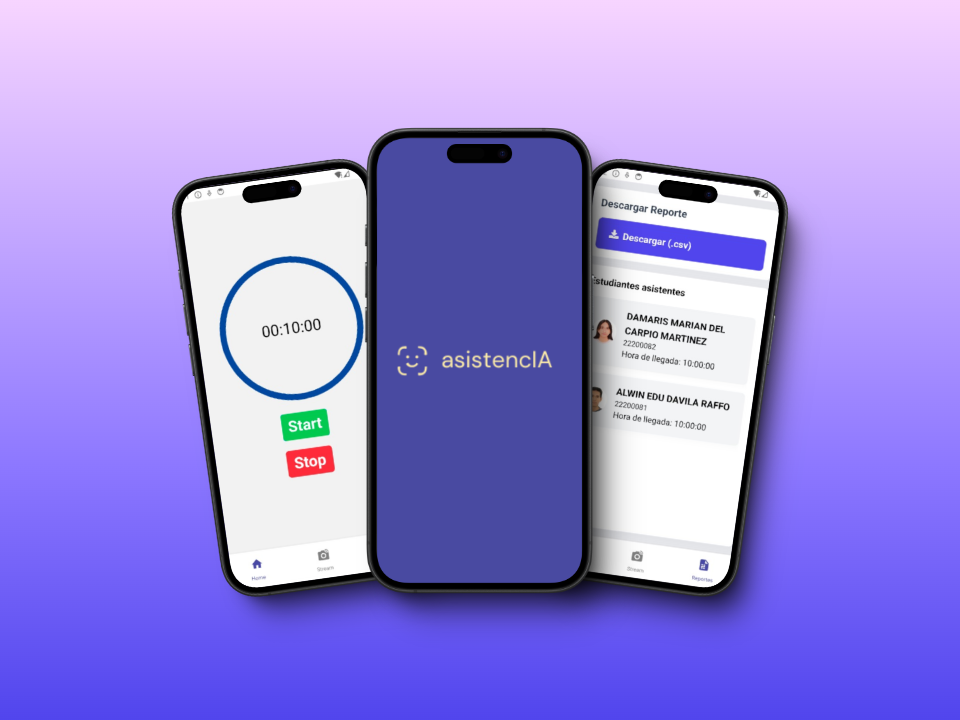 00:10:00
Start
Stop
Home
Stream
asistencIA
Descargar Reporte
Descargar (.csv)
Estudiantes asistentes
DAMARIS MARIAN DEL
CARPIO MARTINEZ
22200082
Hora de llegada: 10:00:00
ALWIN EDU DAVILA RAFFO
22200081
Hora de llegada: 10:00:00
Stream
Reportes